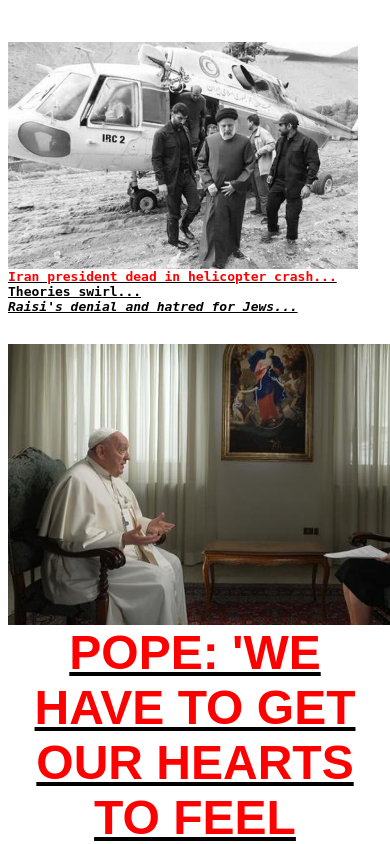 IRC 2
Iran president dead in helicopter crash...
Theories swirl...
Raisi's denial and hatred for Jews...
POPE: 'WE
HAVE TO GET
OUR HEARTS
TO FEEL